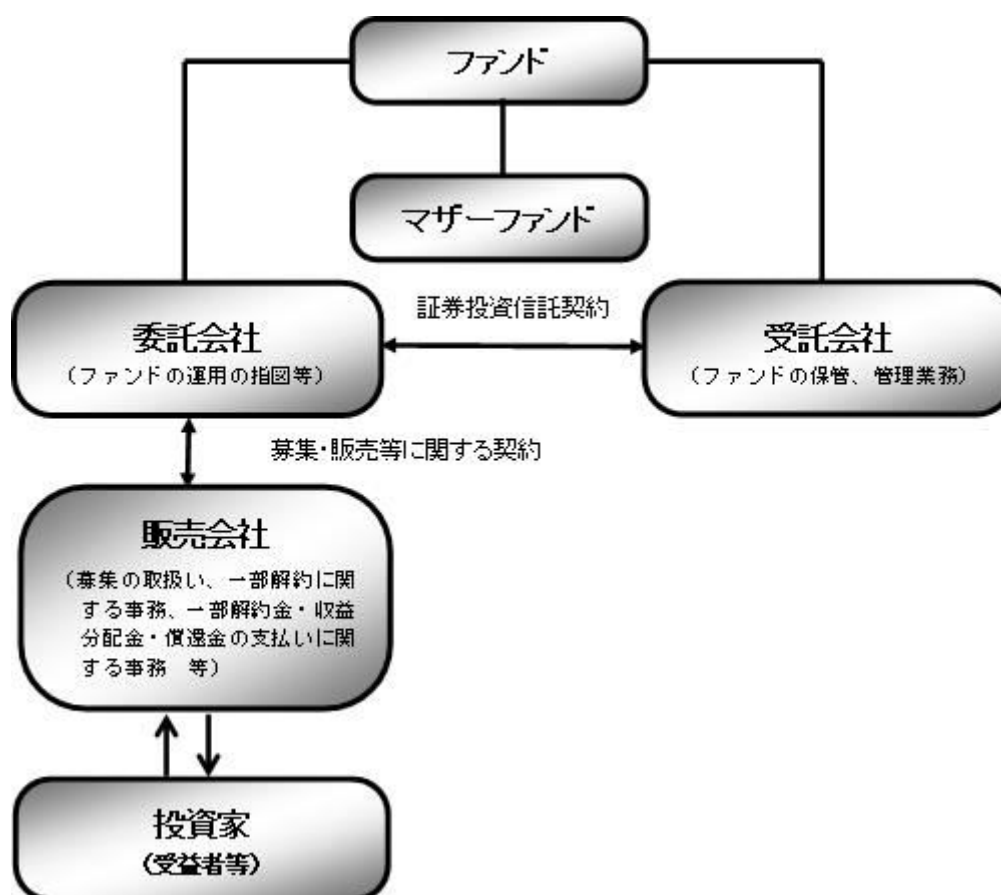 ファンド
マザーファンド
証券投資信託契約
委託会社
（ファンドの運用の指図等）
受託会社
（ファンドの保管、管理業務）
募集・販売等に関する契約
販売会社
（募集の取扱い、一部解約に関
する事務、一部解約金・収益
分配金・償還金の支払いに関
する事務　等）
投資家
（受益者等）